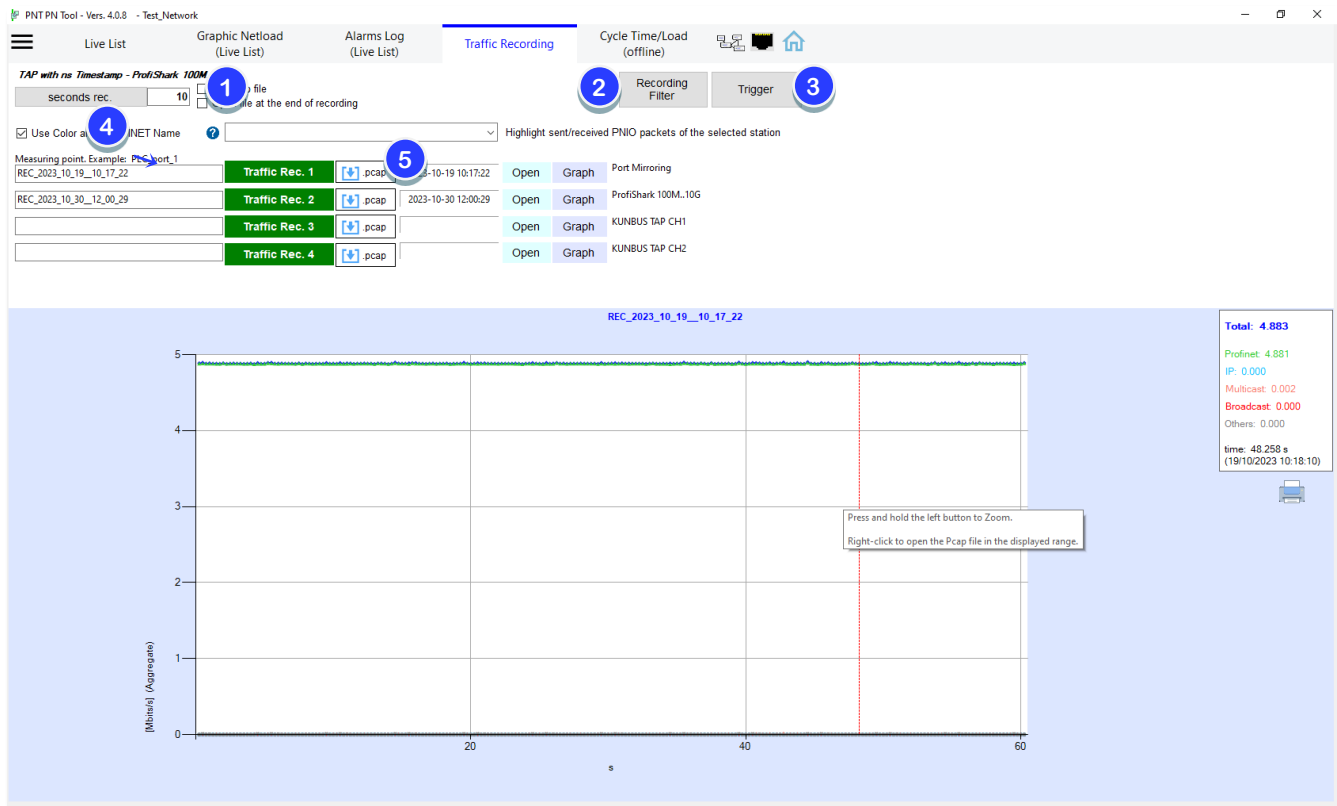 PNT PN Tool - Vers. 4.0.8 - Test_Network
Live List
Graphic Netload
(Live List)
Alarms Log
(Live List)
Traffic Recording
Cycle Time/Load
(offline)
TAP with ns Timestamp - ProfiShark 100M
1
file
seconds rec.
10
file at the end of recording
2
Recording
Filter
Trigger
3
4
Use Color
INET Name
?
Highlight sent/received PNIO packets of the selected station
Measuring point. Example: PLC_port_1
5
REC_2023_10_19__10_17_22
Traffic Rec. 1
.pcap
23-10-19 10:17:22
Open
Graph
Port Mirroring
REC_2023_10_30__12_00_29
Traffic Rec. 2
.pcap
2023-10-30 12:00:29
Open
Graph
ProfiShark 100M..10G
Traffic Rec. 3
.pcap
Open
Graph
KUNBUS TAP CH1
Traffic Rec. 4
.pcap
Open
Graph
KUNBUS TAP CH2
REC_2023_10_19__10_17_22
Total: 4.883
Profinet: 4.881
IP: 0.000
Multicast: 0.002
Broadcast: 0.000
Others: 0.000
time: 48.258 s
(19/10/2023 10:18:10)
5
4
3
2
1
0
[Mbits/s] (Aggregate)
Press and hold the left button to Zoom.
Right-click to open the Pcap file in the displayed range.
20
40
60
s